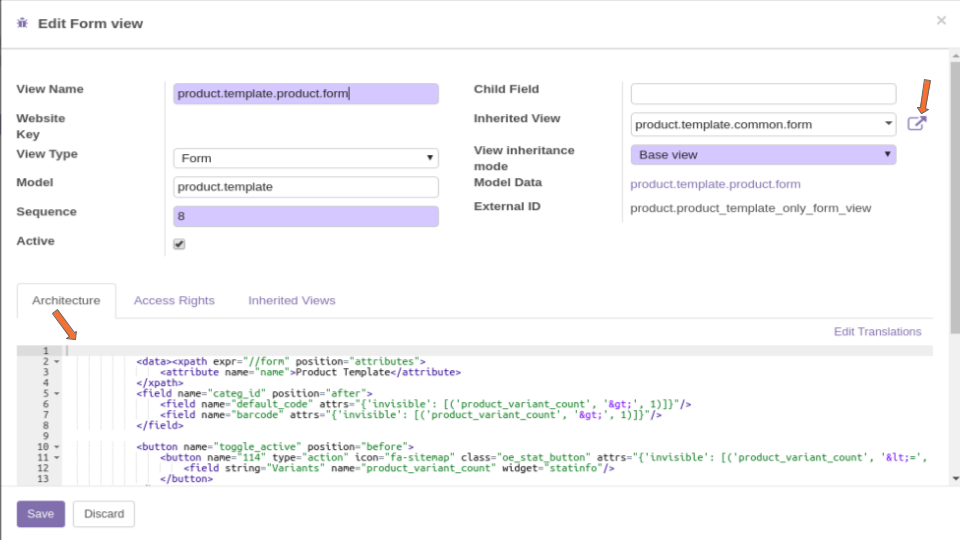 Edit Form view
×
View Name
product.template.product.form
Website Key
View Type
Form
Model
product.template
Sequence
8
Active
Child Field
Inherited View
product.template.common.form
View inheritance mode
Base view
Model Data
product.template.product.form
External ID
product.product_template_only_form_view
Architecture
Access Rights
Inherited Views
Edit Translations
1
2 <data><xpath expr="//form" position="attributes">
3 <attribute name="name">Product Template</attribute>
4 </xpath>
5 <field name="categ_id" position="after">
6 <field name="default_code" attrs="{'invisible': [('product_variant_count', '&gt;', 1)]}"/>
7 <field name="barcode" attrs="{'invisible': [('product_variant_count', '&gt;', 1)]}"/>
8 </field>
9
10 <button name="toggle_active" position="before">
11 <button name="114" type="action" icon="fa-sitemap" class="oe_stat_button" attrs="{'invisible': [('product_variant_count', '&lt;=',
12 <field string="Variants" name="product_variant_count" widget="statinfo"/>
13 </button>
Save
Discard